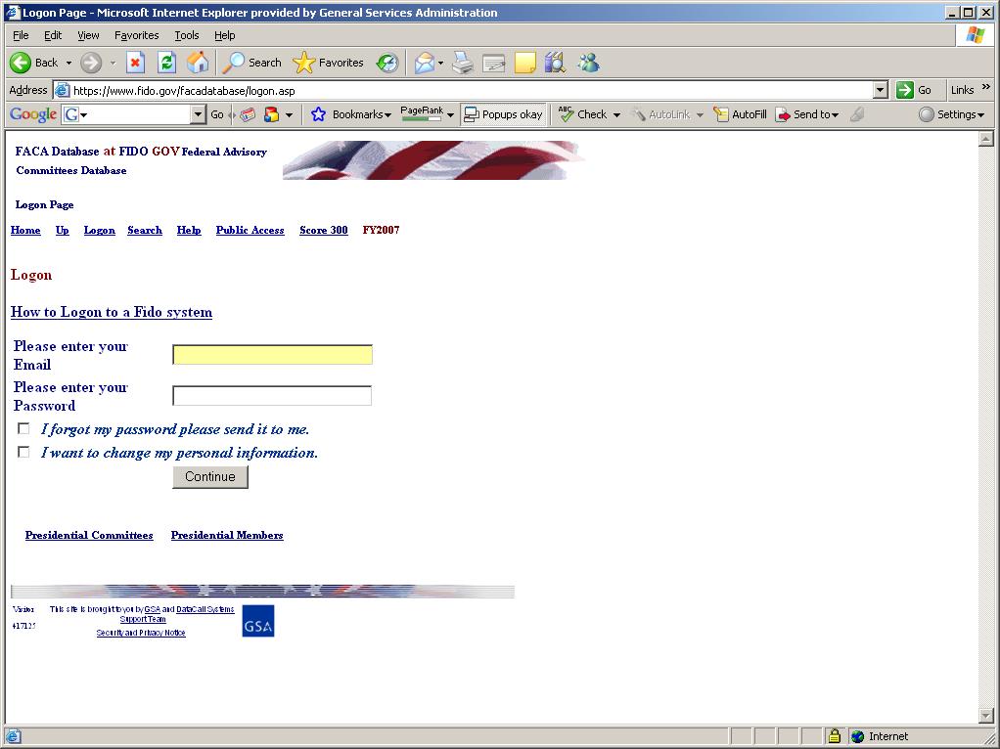 Logon Page - Microsoft Internet Explorer provided by General Services Administration
File Edit View Favorites Tools Help
Back Search Favorites
Address https://www.fido.gov/facadatabase/logon.asp Go Links »
Google G Go Bookmarks PageRank Popups okay ABC Check AutoLink AutoFill Send to Settings
FACA Database at FIDO GOV Federal Advisory
Committees Database
Logon Page
Home Up Logon Search Help Public Access Score 300 FY2007
Logon
How to Logon to a Fido system
Please enter your
Email
Please enter your
Password
I forgot my password please send it to me.
I want to change my personal information.
Continue
Presidential Committees Presidential Members
Visitor This site is brought to you by GSA and DataCall Systems
Support Team
417125
Security and Privacy Notice
GSA
Internet